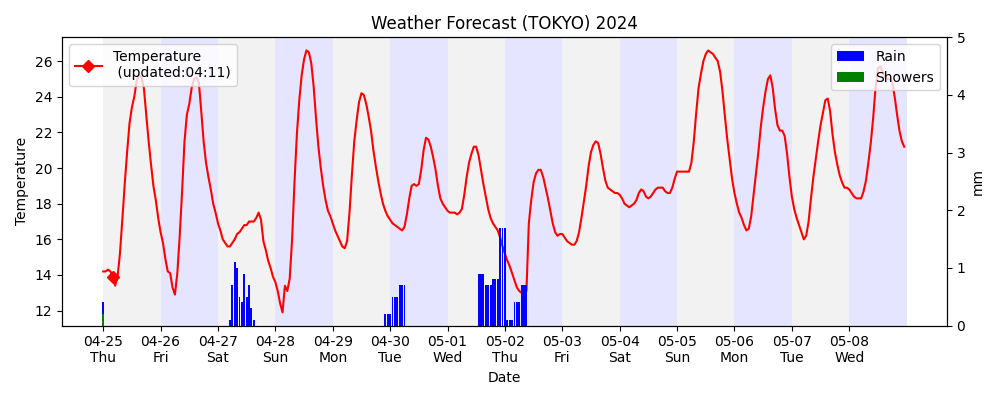 Weather Forecast (TOKYO) 2024
Temperature
(updated:04:11)
Rain
Showers
Temperature
26
24
22
20
18
16
14
12
5
4
3
2
1
0
mm
04-25 04-26 04-27 04-28 04-29 04-30 05-01 05-02 05-03 05-04 05-05 05-06 05-07 05-08
Thu Fri Sat Sun Mon Tue Wed Thu Fri Sat Sun Mon Tue Wed
Date